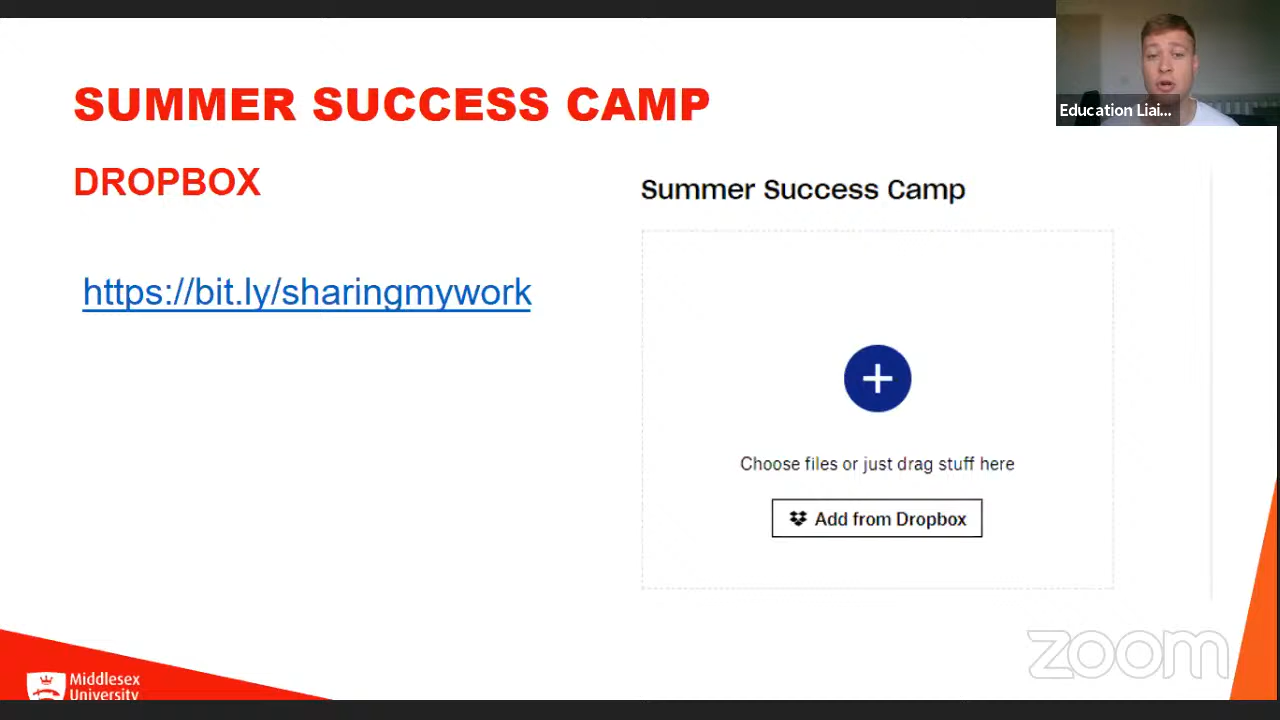 SUMMER SUCCESS CAMP
Education Liai...
DROPBOX
Summer Success Camp
https://bit.ly/sharingmywork
Choose files or just drag stuff here
Add from Dropbox
zoom
Middlesex
University